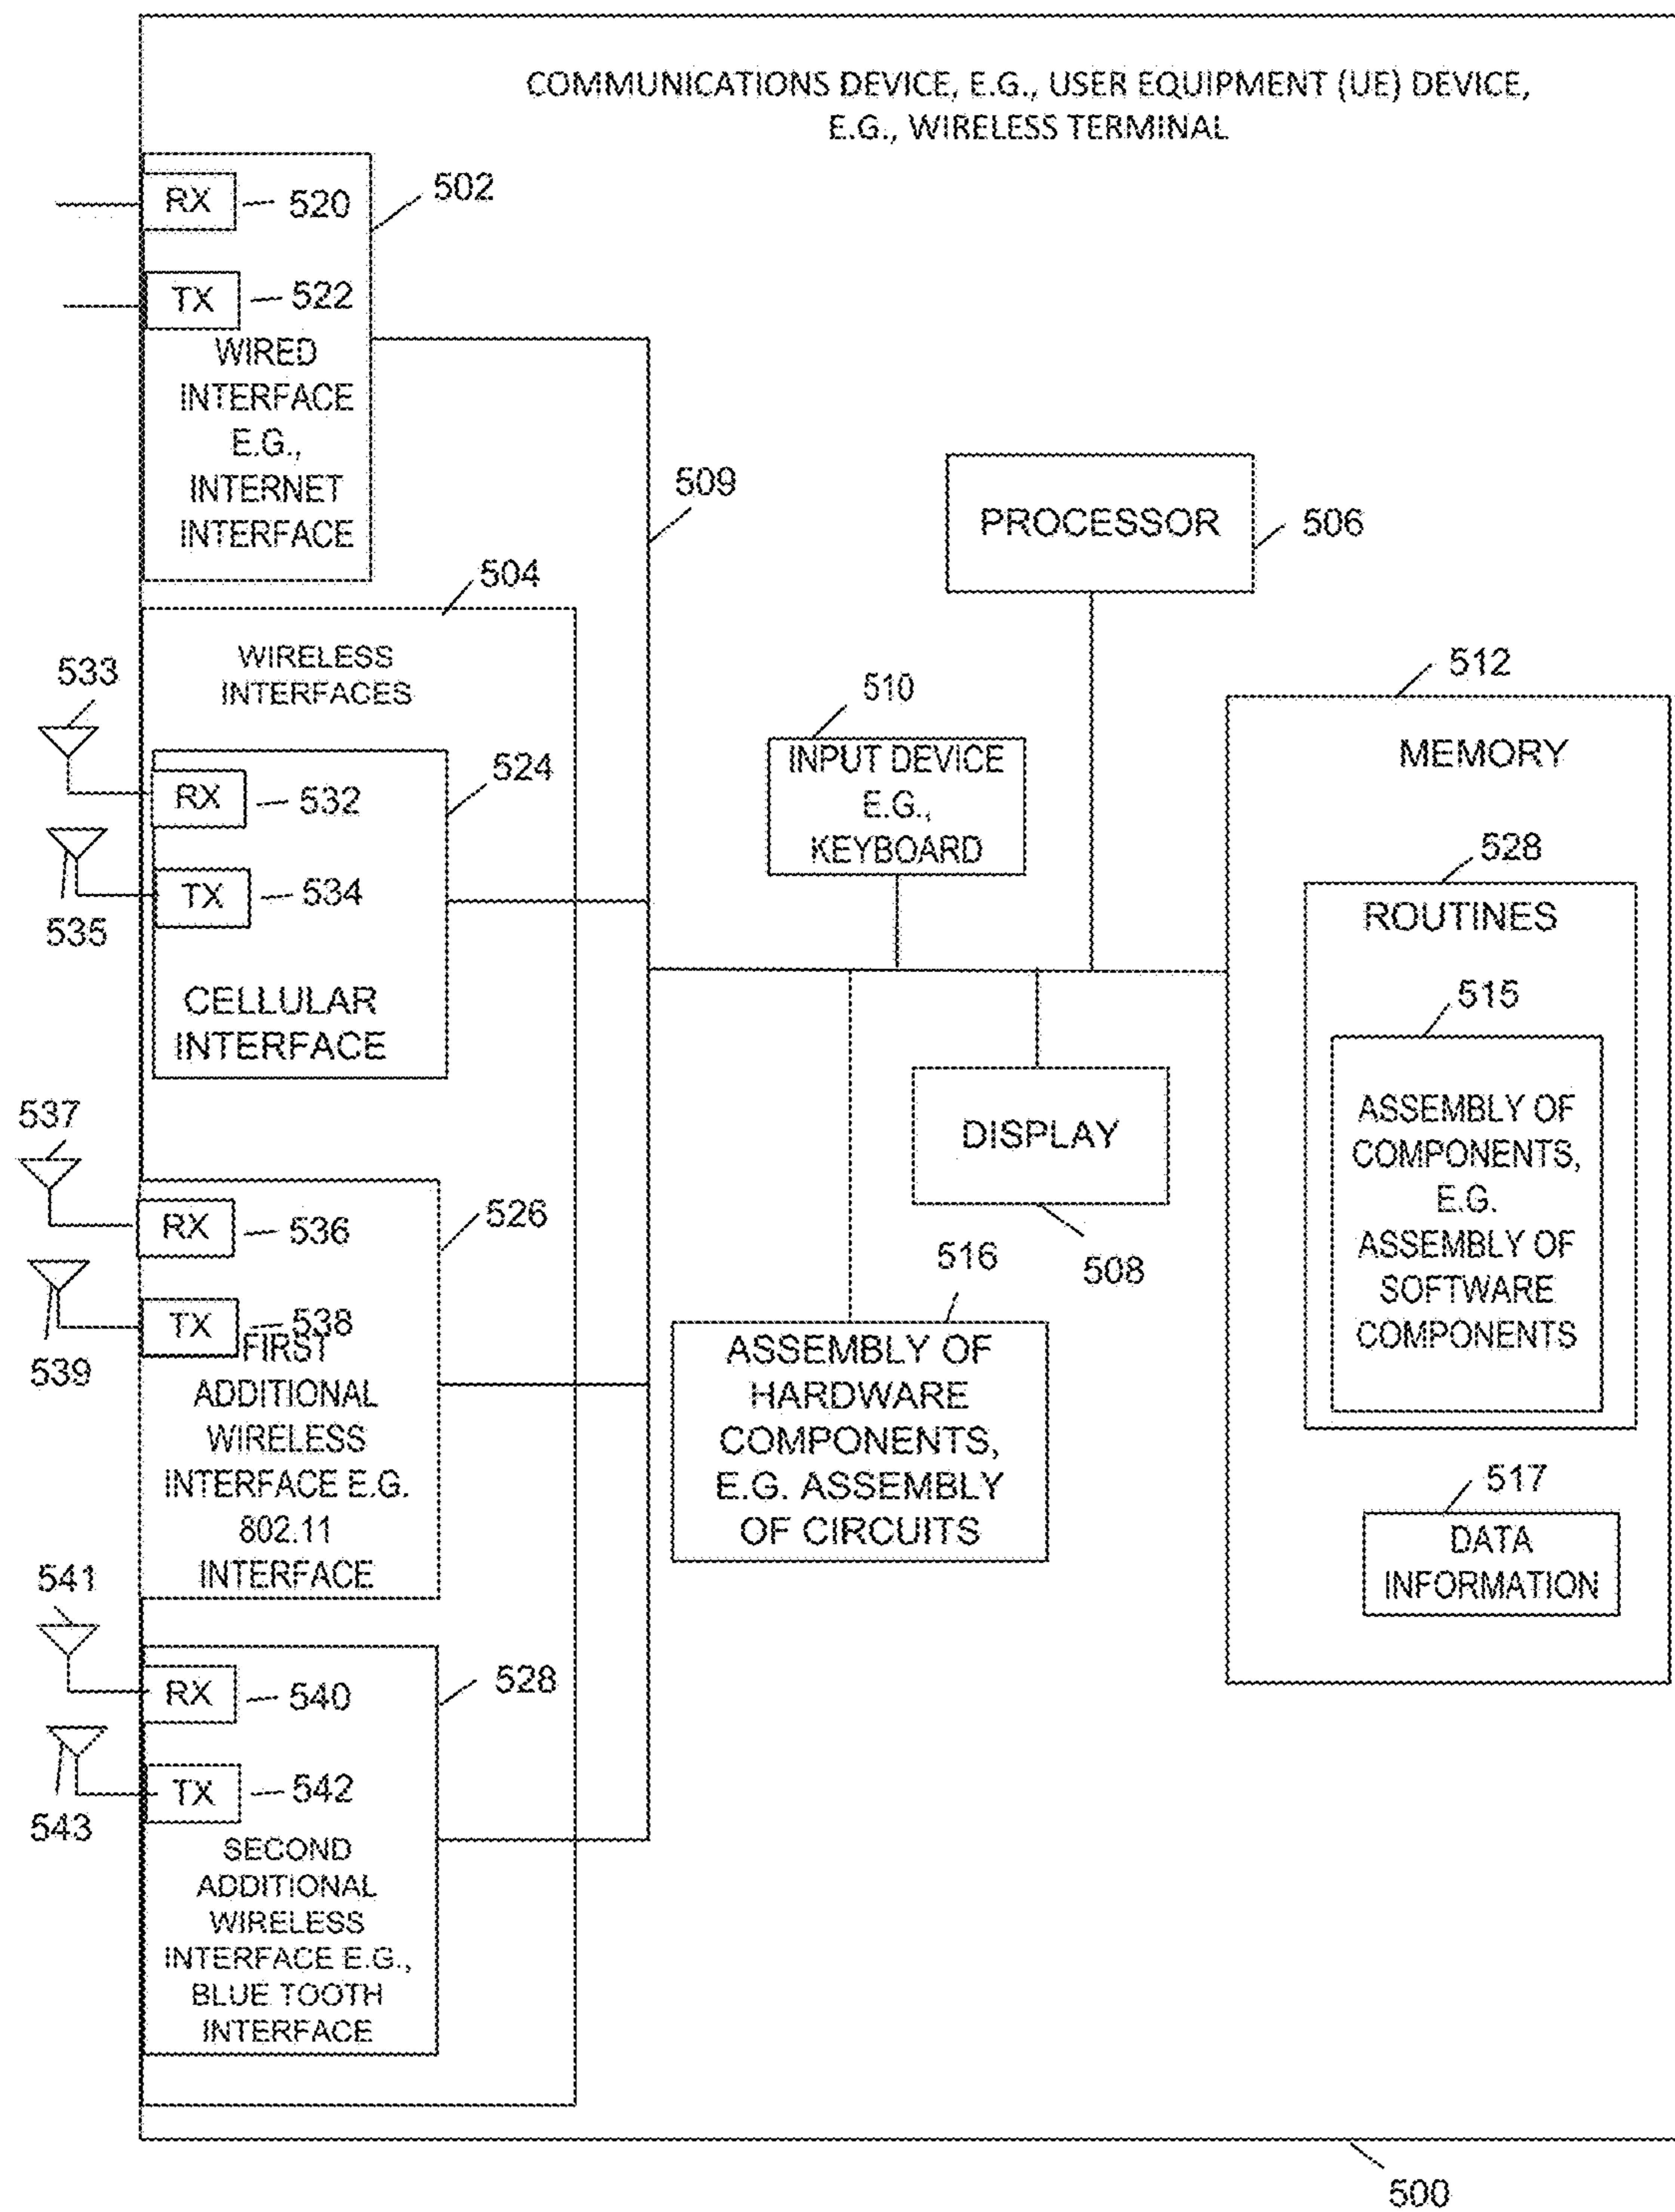 COMMUNICATIONS DEVICE, E.G., USER EQUIPMENT (UE) DEVICE,
E.G., WIRELESS TERMINAL
RX
520
502
TX
522
WIRED
INTERFACE
E.G.,
INTERNET
INTERFACE
504
WIRELESS
INTERFACES
533
RX
532
524
535
TX
534
CELLULAR
INTERFACE
537
RX
536
526
539
TX
538
FIRST
ADDITIONAL
WIRELESS
INTERFACE E.G.
802.11
INTERFACE
541
RX
540
528
543
TX
542
SECOND
ADDITIONAL
WIRELESS
INTERFACE E.G.,
BLUE TOOTH
INTERFACE
509
PROCESSOR
506
510
INPUT DEVICE
E.G.,
KEYBOARD
DISPLAY
508
516
ASSEMBLY OF
HARDWARE
COMPONENTS,
E.G. ASSEMBLY
OF CIRCUITS
512
MEMORY
528
ROUTINES
515
ASSEMBLY OF
COMPONENTS,
E.G.
ASSEMBLY OF
SOFTWARE
COMPONENTS
517
DATA
INFORMATION
500